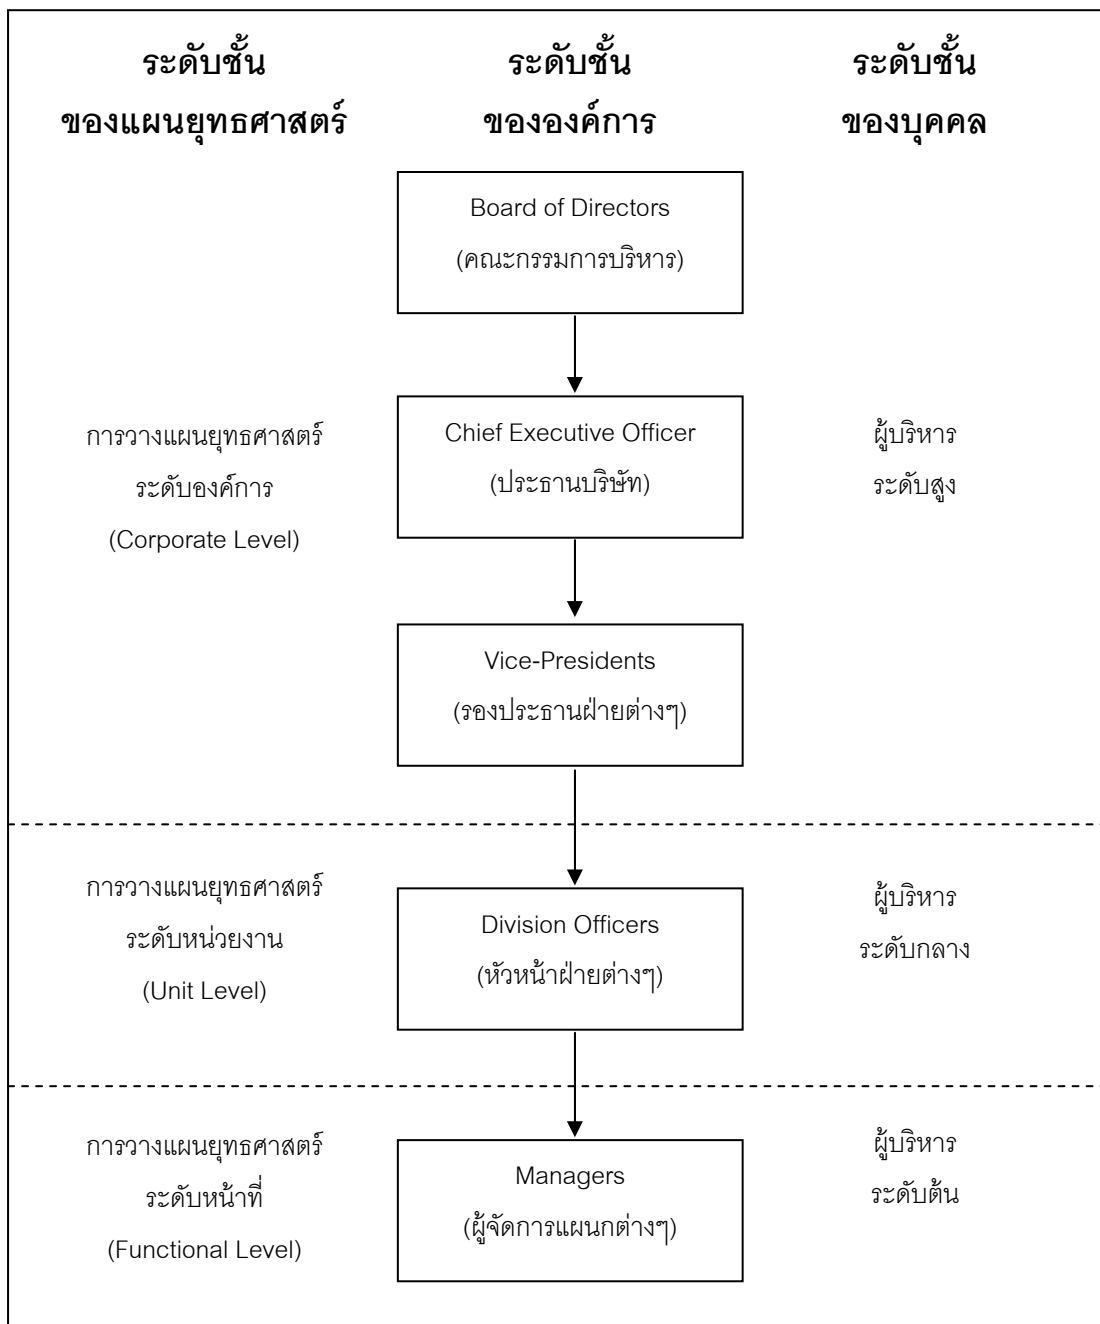 ระดับชั้น
ของแผนยุทธศาสตร์
ระดับชั้น
ขององค์การ
ระดับชั้น
ของบุคคล
Board of Directors
(คณะกรรมการบริหาร)
การวางแผนยุทธศาสตร์
ระดับองค์การ
(Corporate Level)
Chief Executive Officer
(ประธานบริษัท)
ผู้บริหาร
ระดับสูง
Vice-Presidents
(รองประธานฝ่ายต่างๆ)
การวางแผนยุทธศาสตร์
ระดับหน่วยงาน
(Unit Level)
Division Officers
(หัวหน้าฝ่ายต่างๆ)
ผู้บริหาร
ระดับกลาง
การวางแผนยุทธศาสตร์
ระดับหน้าที่
(Functional Level)
Managers
(ผู้จัดการแผนกต่างๆ)
ผู้บริหาร
ระดับต้น